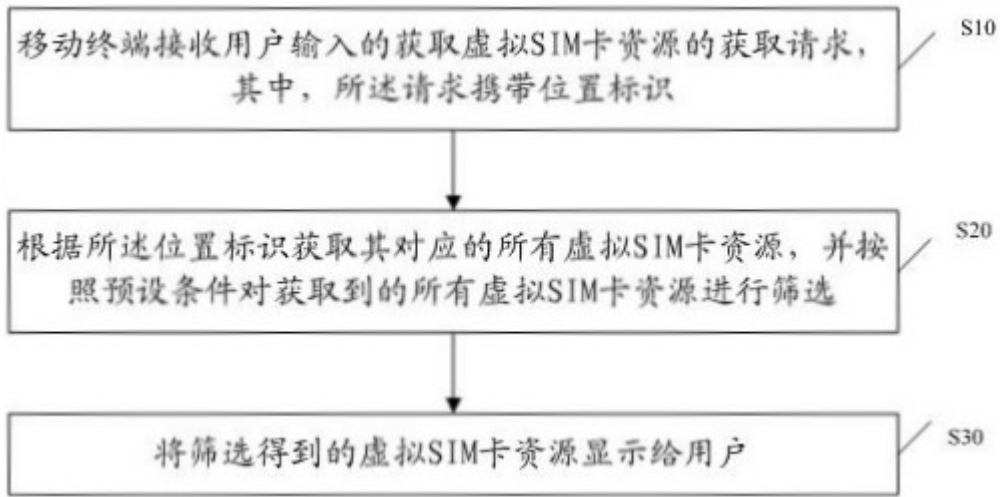 移动终端接收用户输入的获取虚拟SIM卡资源的获取请求，
其中，所述请求携带位置标识
S10
根据所述位置标识获取其对应的所有虚拟SIM卡资源，并按
照预设条件对获取到的所有虚拟SIM卡资源进行筛选
S20
将筛选得到的虚拟SIM卡资源显示给用户
S30